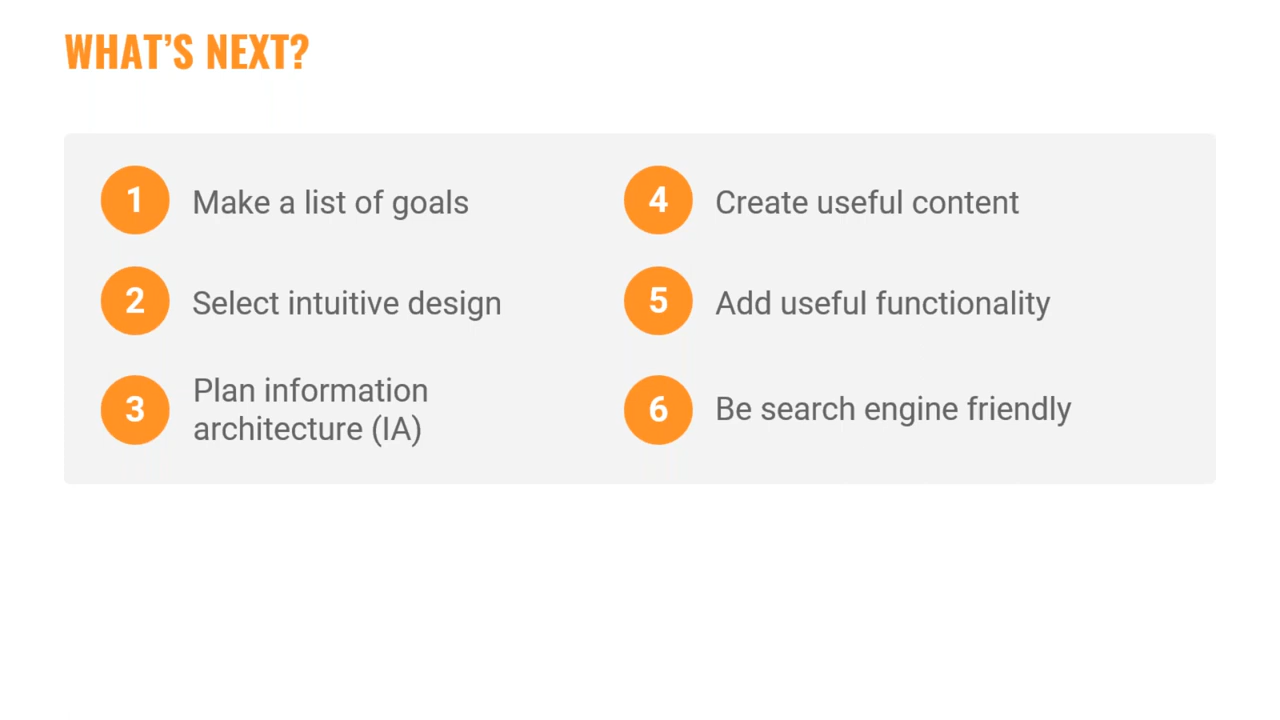 WHAT'S NEXT?
1 Make a list of goals
2 Select intuitive design
3 Plan information
architecture (IA)
4 Create useful content
5 Add useful functionality
6 Be search engine friendly